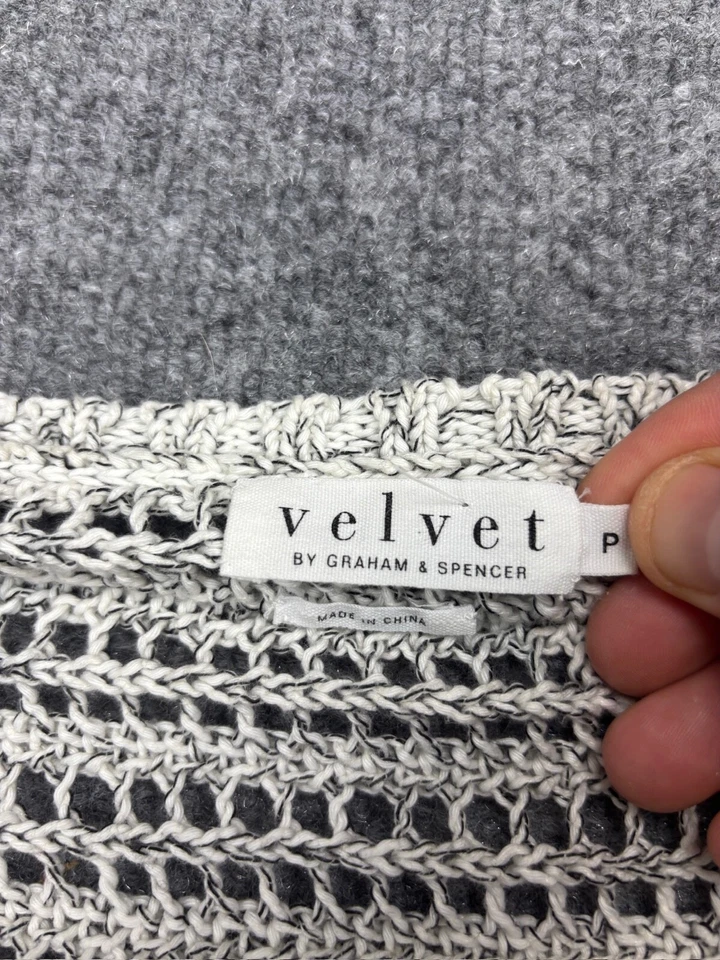 velvet
P
BY GRAHAM & SPENCER
MADE IN CHINA